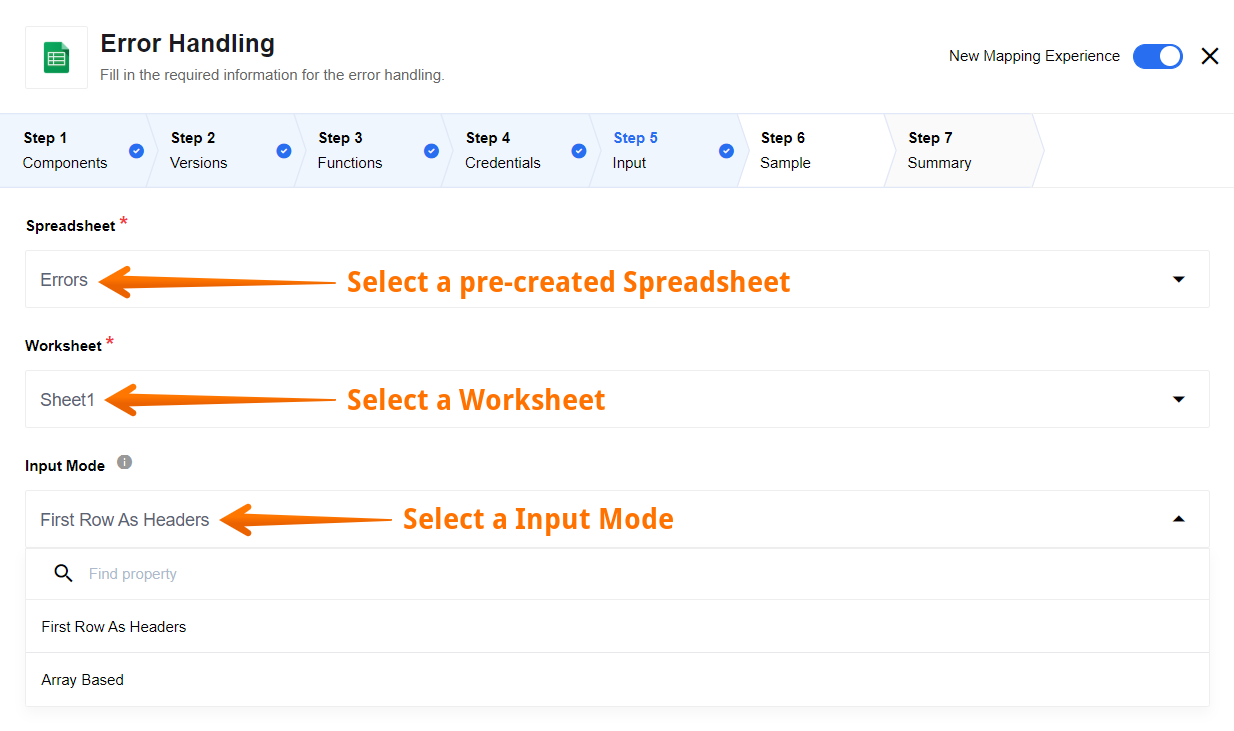 Error Handling
Fill in the required information for the error handling.
New Mapping Experience
Step 1
Components
Step 2
Versions
Step 3
Functions
Step 4
Credentials
Step 5
Input
Step 6
Sample
Step 7
Summary
Spreadsheet *
Errors
Select a pre-created Spreadsheet
Worksheet *
Sheet1
Select a Worksheet
Input Mode
First Row As Headers
Select a Input Mode
Find property
First Row As Headers
Array Based